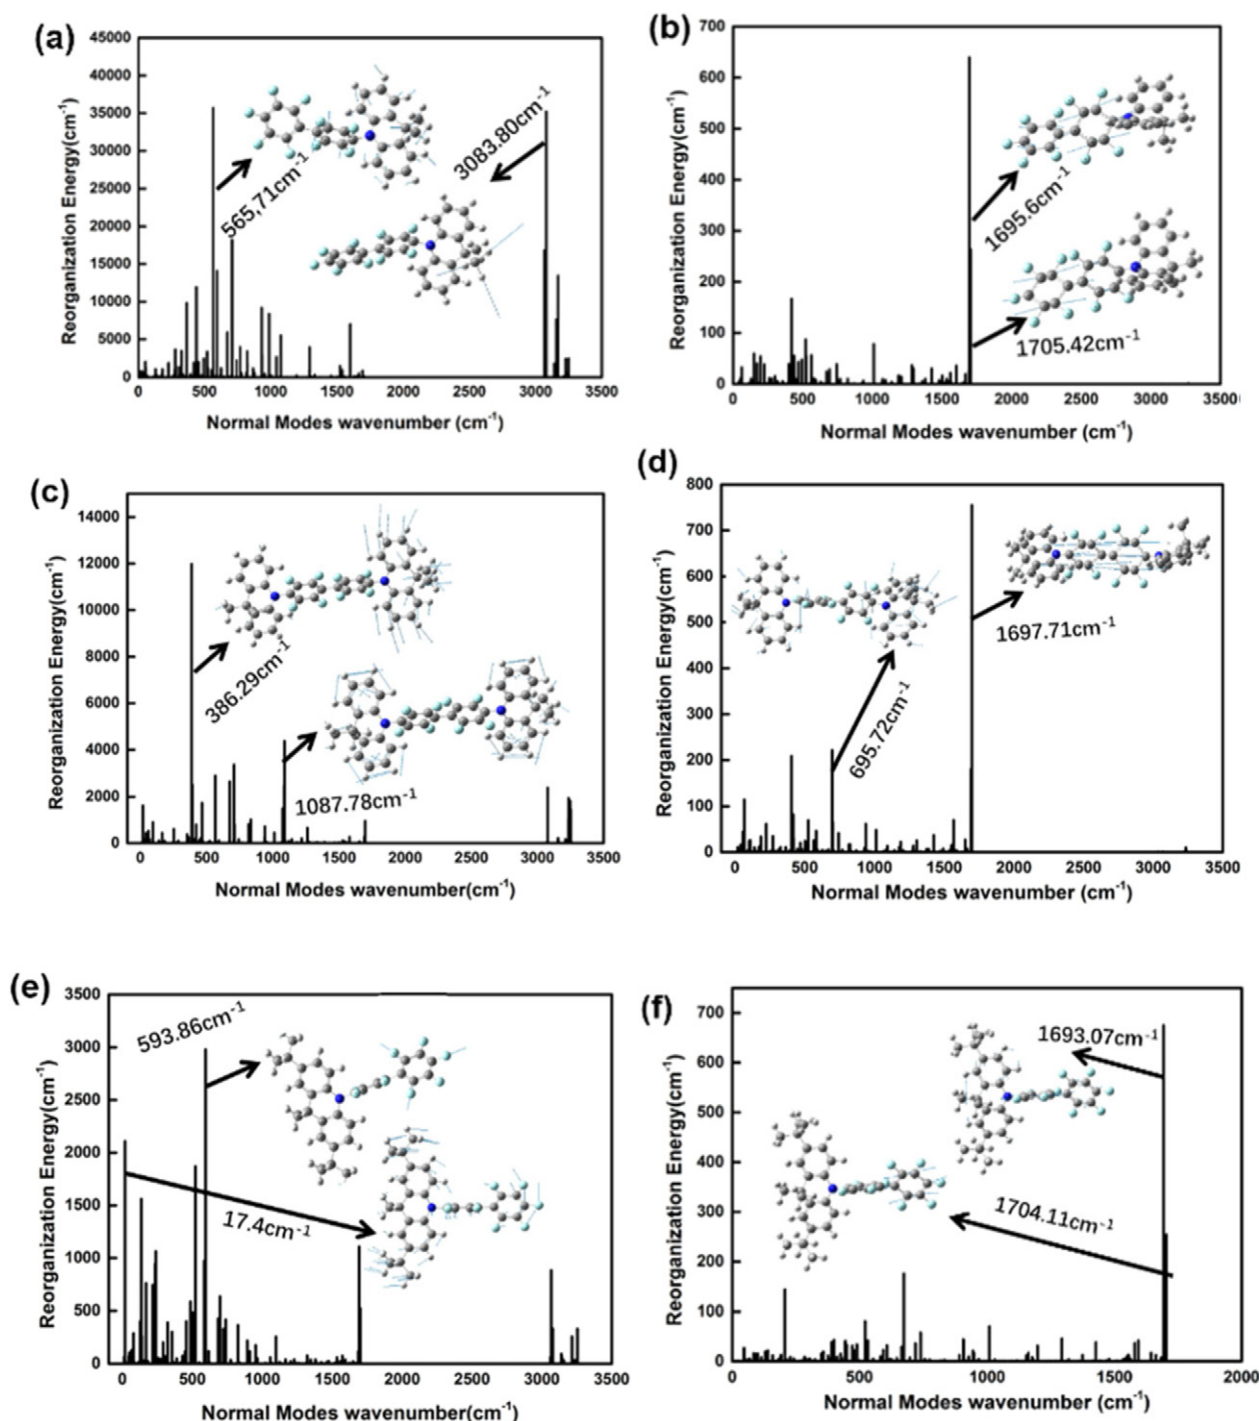 (a)
45000
40000
35000
30000
25000
20000
15000
10000
5000
0
Reorganization Energy(cm⁻¹)
565,71cm⁻¹
3083.80cm⁻¹
0 500 1000 1500 2000 2500 3000 3500
Normal Modes wavenumber (cm⁻¹)
(b)
700
600
500
400
300
200
100
0
Reorganization Energy(cm⁻¹)
1695.6cm⁻¹
1705.42cm⁻¹
0 500 1000 1500 2000 2500 3000 3500
Normal Modes wavenumber (cm⁻¹)
(c)
14000
12000
10000
8000
6000
4000
2000
0
Reorganization Energy(cm⁻¹)
386.29cm⁻¹
1087.78cm⁻¹
0 500 1000 1500 2000 2500 3000 3500
Normal Modes wavenumber(cm⁻¹)
(d)
800
700
600
500
400
300
200
100
0
Reorganization Energy(cm⁻¹)
1697.71cm⁻¹
695.72cm⁻¹
0 500 1000 1500 2000 2500 3000 3500
Normal Modes wavenumber (cm⁻¹)
(e)
3500
3000
2500
2000
1500
1000
500
0
Reorganization Energy(cm⁻¹)
593.86cm⁻¹
17.4cm⁻¹
0 500 1000 1500 2000 2500 3000 3500
Normal Modes wavenumber (cm⁻¹)
(f)
700
600
500
400
300
200
100
0
Reorganization Energy(cm⁻¹)
1693.07cm⁻¹
1704.11cm⁻¹
500 1000 1500 2000
Normal Modes wavenumber (cm⁻¹)